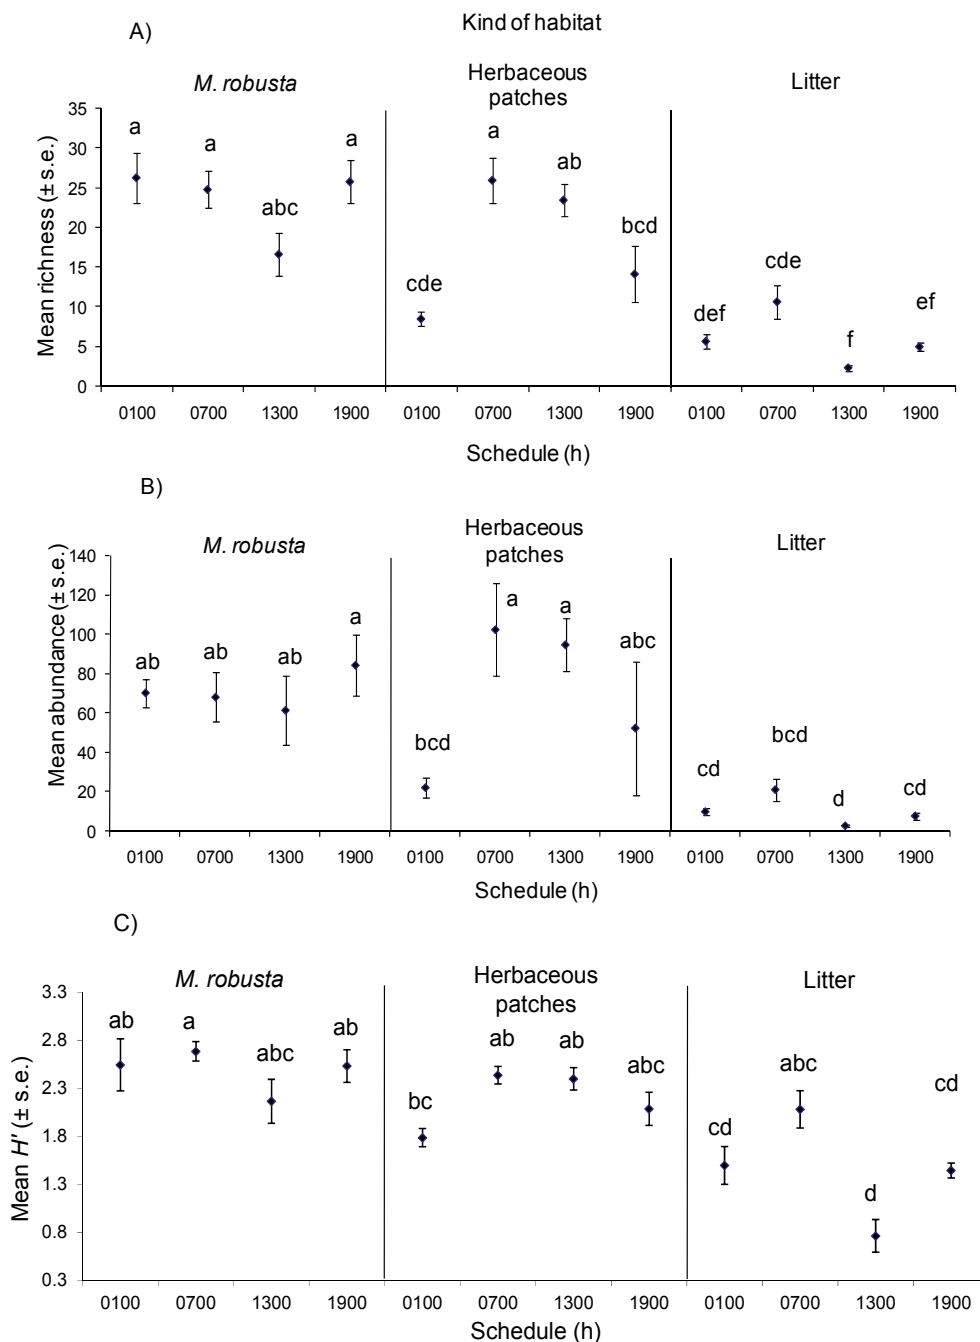 A)
Kind of habitat
M. robusta
Herbaceous
patches
Litter
Mean richness (± s.e.)
35
30
25
20
15
10
5
0
a
a
abc
a
cde
a
ab
bcd
def
cde
f
ef
0100 0700 1300 1900 0100 0700 1300 1900 0100 0700 1300 1900
Schedule (h)
B)
M. robusta
Herbaceous
patches
Litter
Mean abundance (± s.e.)
140
120
100
80
60
40
20
0
ab
ab
ab
a
bcd
a
a
abc
cd
bcd
d
cd
0100 0700 1300 1900 0100 0700 1300 1900 0100 0700 1300 1900
Schedule (h)
C)
M. robusta
Herbaceous
patches
Litter
Mean H' (± s.e.)
3.3
2.8
2.3
1.8
1.3
0.8
0.3
ab
a
abc
ab
bc
ab
ab
abc
cd
abc
d
cd
0100 0700 1300 1900 0100 0700 1300 1900 0100 0700 1300 1900
Schedule (h)